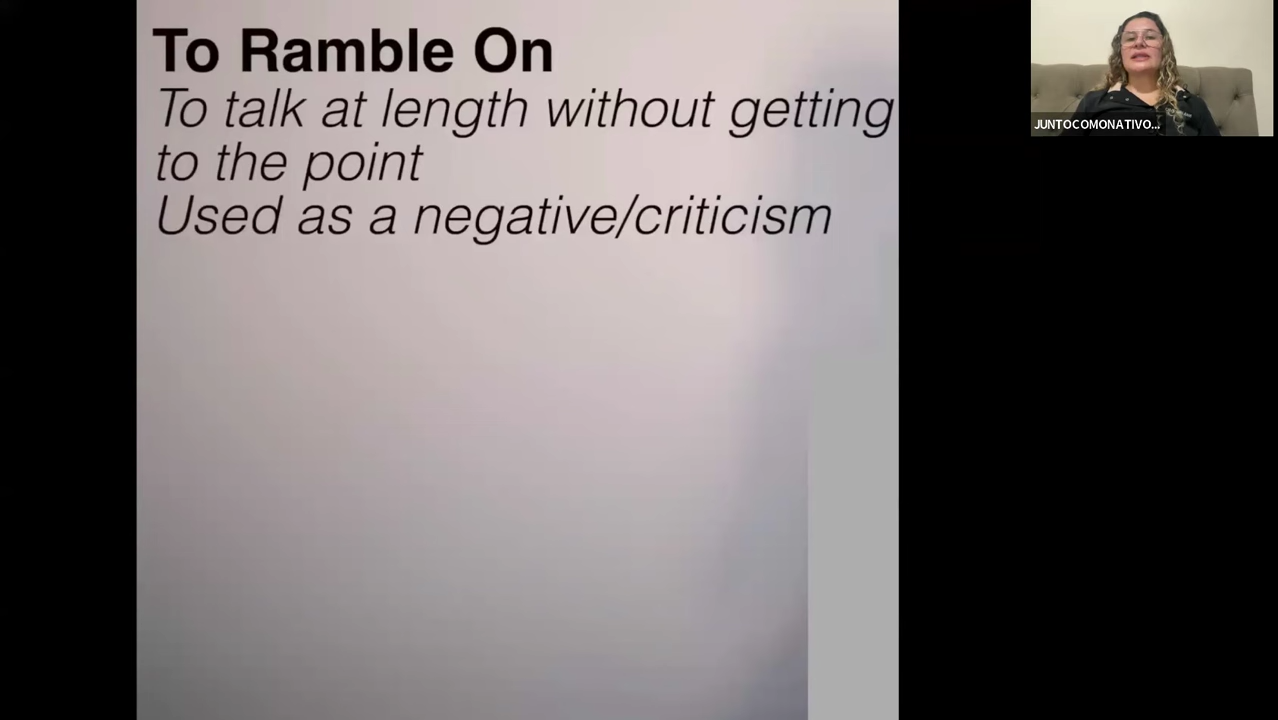 To Ramble On
To talk at length without getting
to the point
Used as a negative/criticism
JUNTOCOMONATIVO...